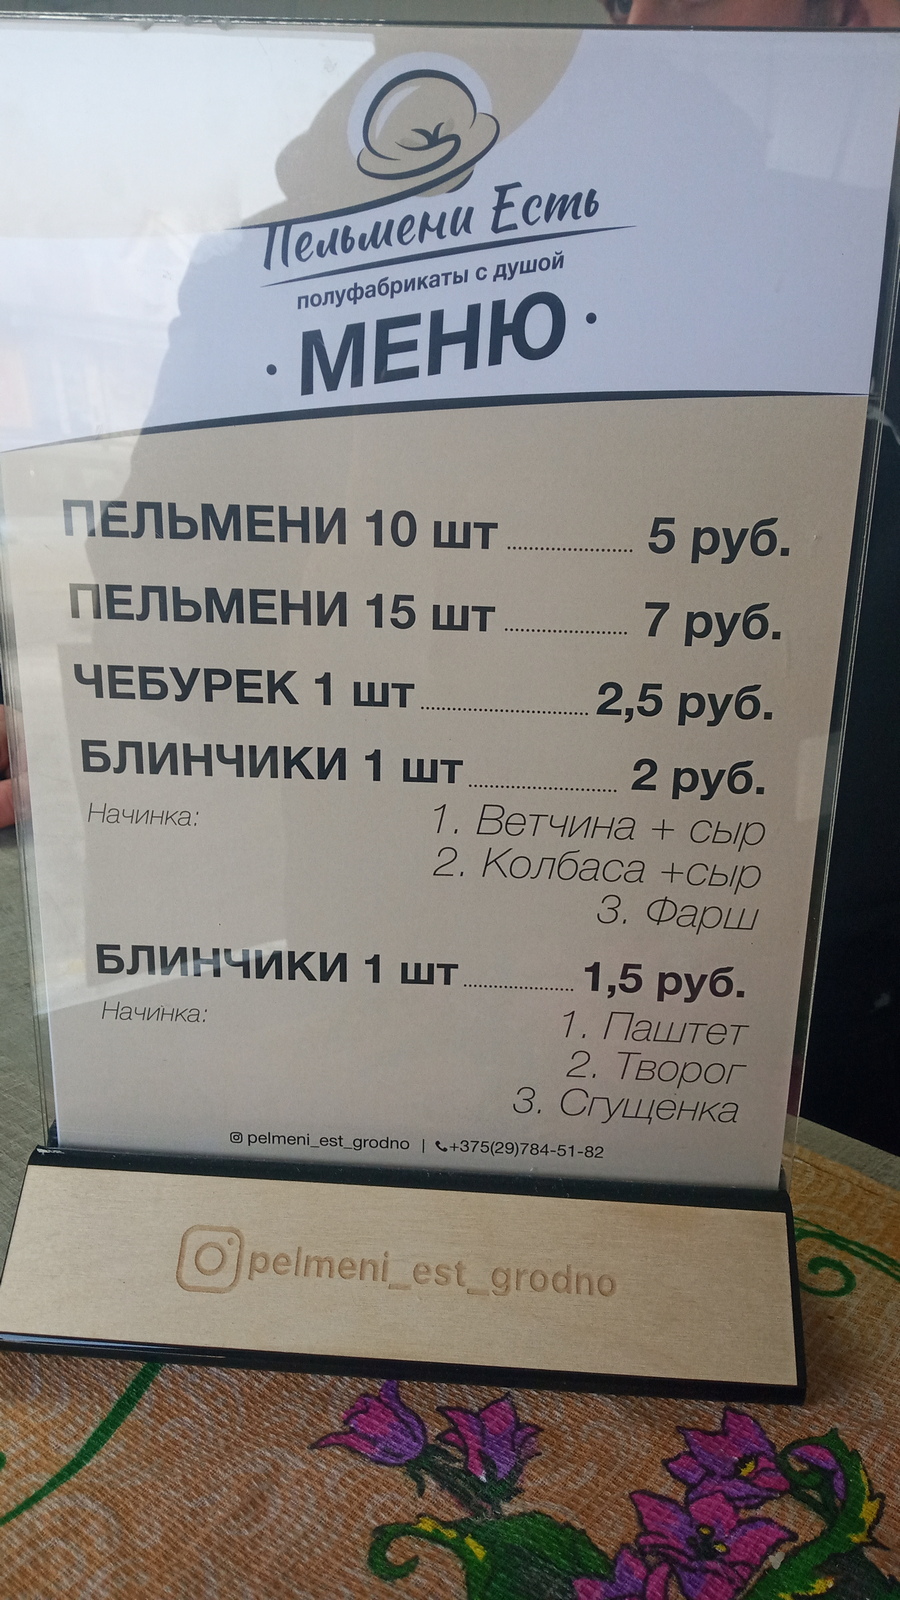 Пельмени Есть
полуфабрикаты с душой
· МЕНЮ ·
ПЕЛЬМЕНИ 10 шт ........................ 5 руб.
ПЕЛЬМЕНИ 15 шт ........................ 7 руб.
ЧЕБУРЕК 1 шт ........................ 2,5 руб.
БЛИНЧИКИ 1 шт ........................ 2 руб.
Начинка: 1. Ветчина + сыр
2. Колбаса +сыр
3. Фарш
БЛИНЧИКИ 1 шт ........................ 1,5 руб.
Начинка: 1. Паштет
2. Творог
3. Сгущенка
pelmeni_est_grodno | +375(29)784-51-82
pelmeni_est_grodno